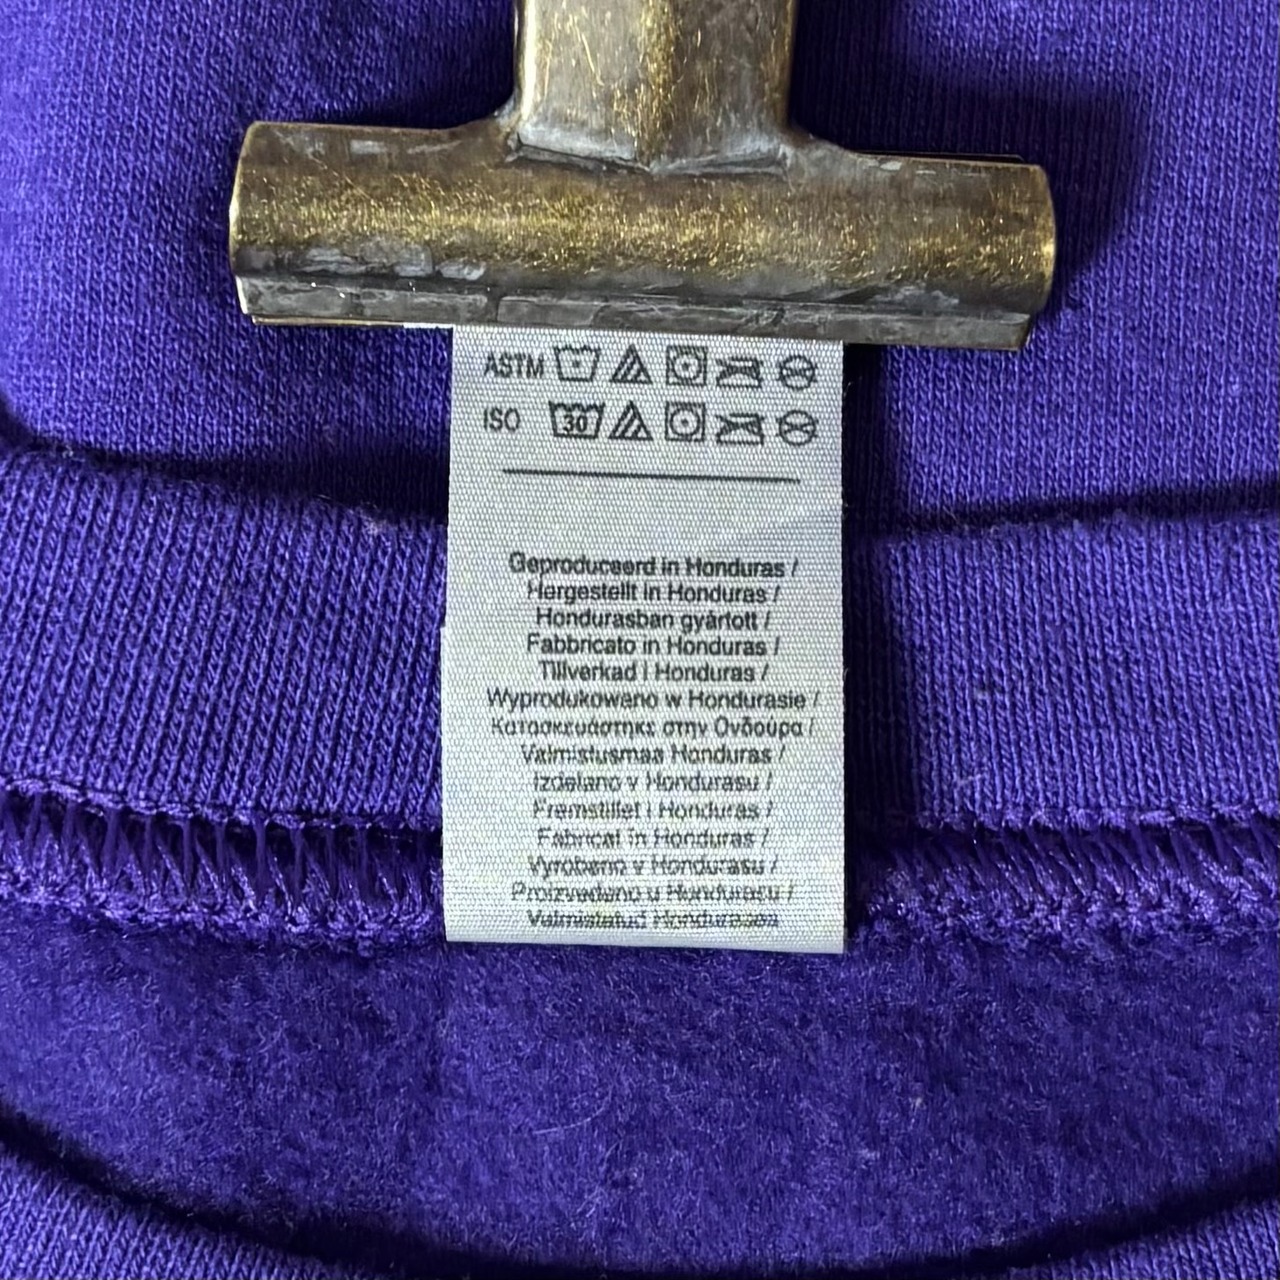 ASTM
ISO 30
Geproduceerd in Honduras /
Hergestellt in Honduras /
Hondurasban gyártott /
Fabbricato in Honduras /
Tillverkad i Honduras /
Wyprodukowano w Hondurasie /
Κατασκευάστηκε στην Ονδούρα /
Valmistusmaa Honduras /
Izdelano v Hondurasu /
Fremstillet i Honduras /
Fabricat în Honduras /
Vyrobeno v Hondurasu /
Proizvedeno u Hondurasu /
Valmistatud Hondurases